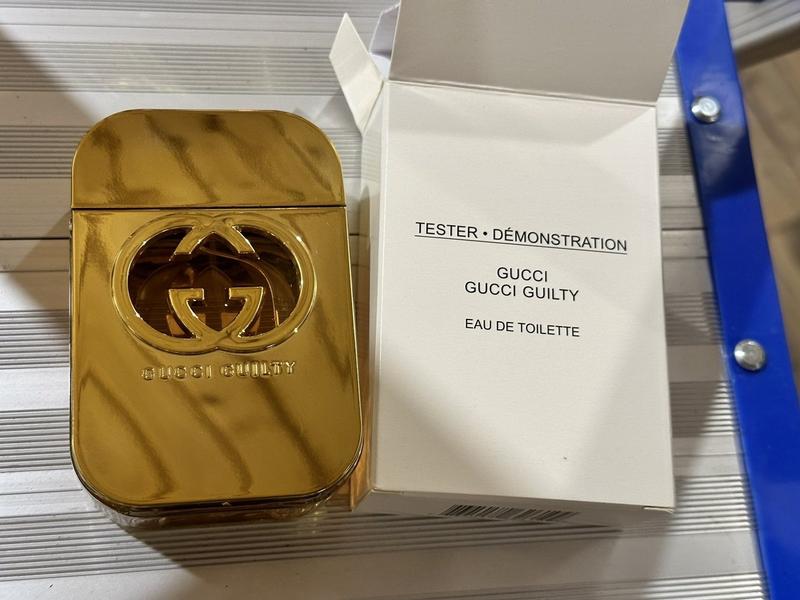 GUCCI GUILTY
TESTER • DÉMONSTRATION
GUCCI
GUCCI GUILTY
EAU DE TOILETTE